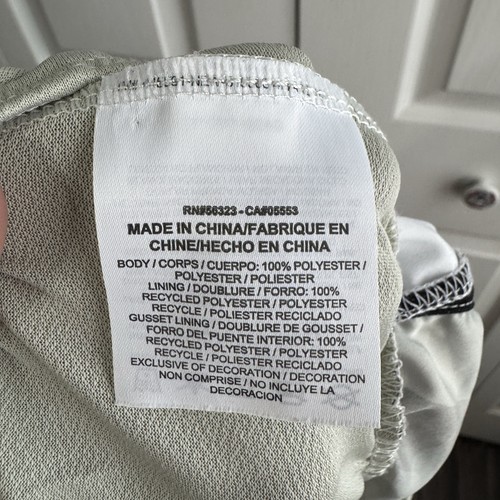 RN#56323 - CA#05553
MADE IN CHINA/FABRIQUE EN
CHINE/HECHO EN CHINA
BODY / CORPS / CUERPO: 100% POLYESTER /
POLYESTER / POLIESTER
LINING / DOUBLURE / FORRO: 100%
RECYCLED POLYESTER / POLYESTER
RECYCLE / POLIESTER RECICLADO
GUSSET LINING / DOUBLURE DE GOUSSET /
FORRO DEL PUENTE INTERIOR: 100%
RECYCLED POLYESTER / POLYESTER
RECYCLE / POLIESTER RECICLADO
EXCLUSIVE OF DECORATION / DECORATION
NON COMPRISE / NO INCLUYE LA
DECORACION